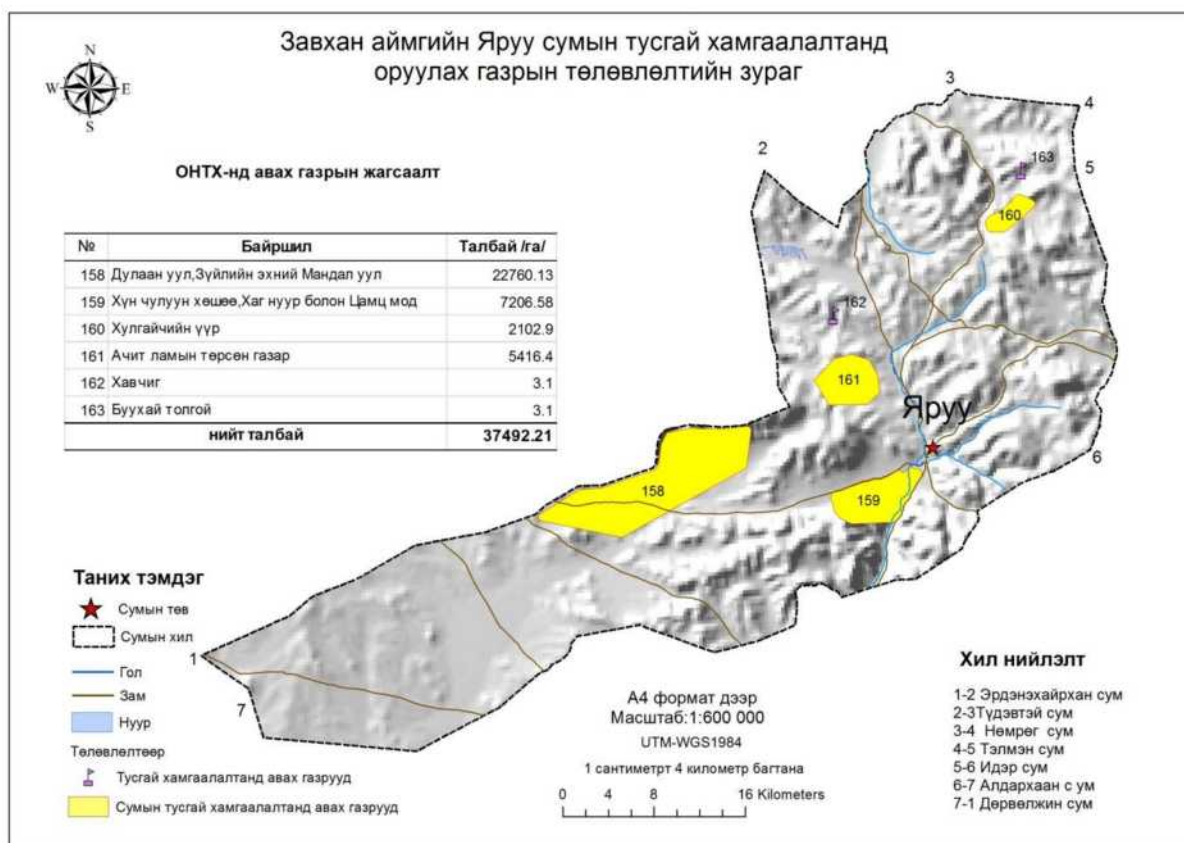 Завхан аймгийн Яруу сумын тусгай хамгаалалтанд
оруулах газрын төлөвлөлтийн зураг
N
W E
S
ОНТХ-нд авах газрын жагсаалт
№ Байршил Талбай /га/
158 Дулаан уул,Зүйлийн эхний Мандал уул 22760.13
159 Хүн чулуун хөшөө,Хаг нуур болон Цамц мод 7206.58
160 Хулгайчийн үүр 2102.9
161 Ачит ламын төрсөн газар 5416.4
162 Хавчиг 3.1
163 Буухай толгой 3.1
нийт талбай 37492.21
3
4
2
163
5
160
162
161
Яруу
6
158
159
1
7
Таних тэмдэг
Сумын төв
Сумын хил
Гол
Зам
Нуур
Төлөвлөлтөөр
Тусгай хамгаалалтанд авах газрууд
Сумын тусгай хамгаалалтанд авах газрууд
А4 формат дээр
Масштаб:1:600 000
UTM-WGS1984
1 сантиметрт 4 километр багтана
0 4 8 16 Kilometers
Хил нийлэлт
1-2 Эрдэнэхайрхан сум
2-3Түдэвтэй сум
3-4 Нөмрөг сум
4-5 Тэлмэн сум
5-6 Идэр сум
6-7 Алдархаан с ум
7-1 Дөрвөлжин сум